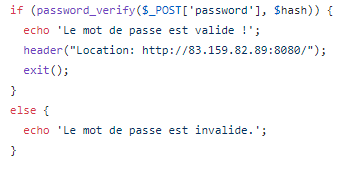 if (password_verify($_POST['password'], $hash)) {
  echo 'Le mot de passe est valide !';
  header("Location: http://83.159.82.89:8080/");
  exit();
}
else {
  echo 'Le mot de passe est invalide.';
}